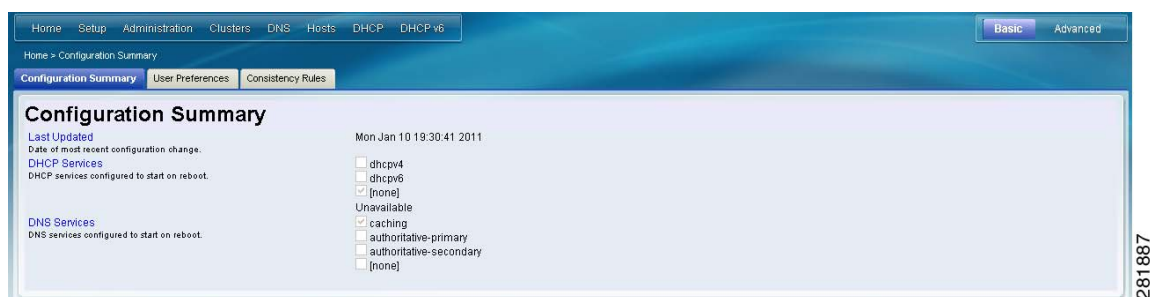 Home Setup Administration Clusters DNS Hosts DHCP DHCP v6
Basic Advanced
Home > Configuration Summary
Configuration Summary User Preferences Consistency Rules
Configuration Summary
Last Updated Mon Jan 10 19:30:41 2011
Date of most recent configuration change.
DHCP Services dhcpv4
DHCP services configured to start on reboot. dhcpv6
[none]
Unavailable
DNS Services caching
DNS services configured to start on reboot. authoritative-primary
authoritative-secondary
[none]
281887